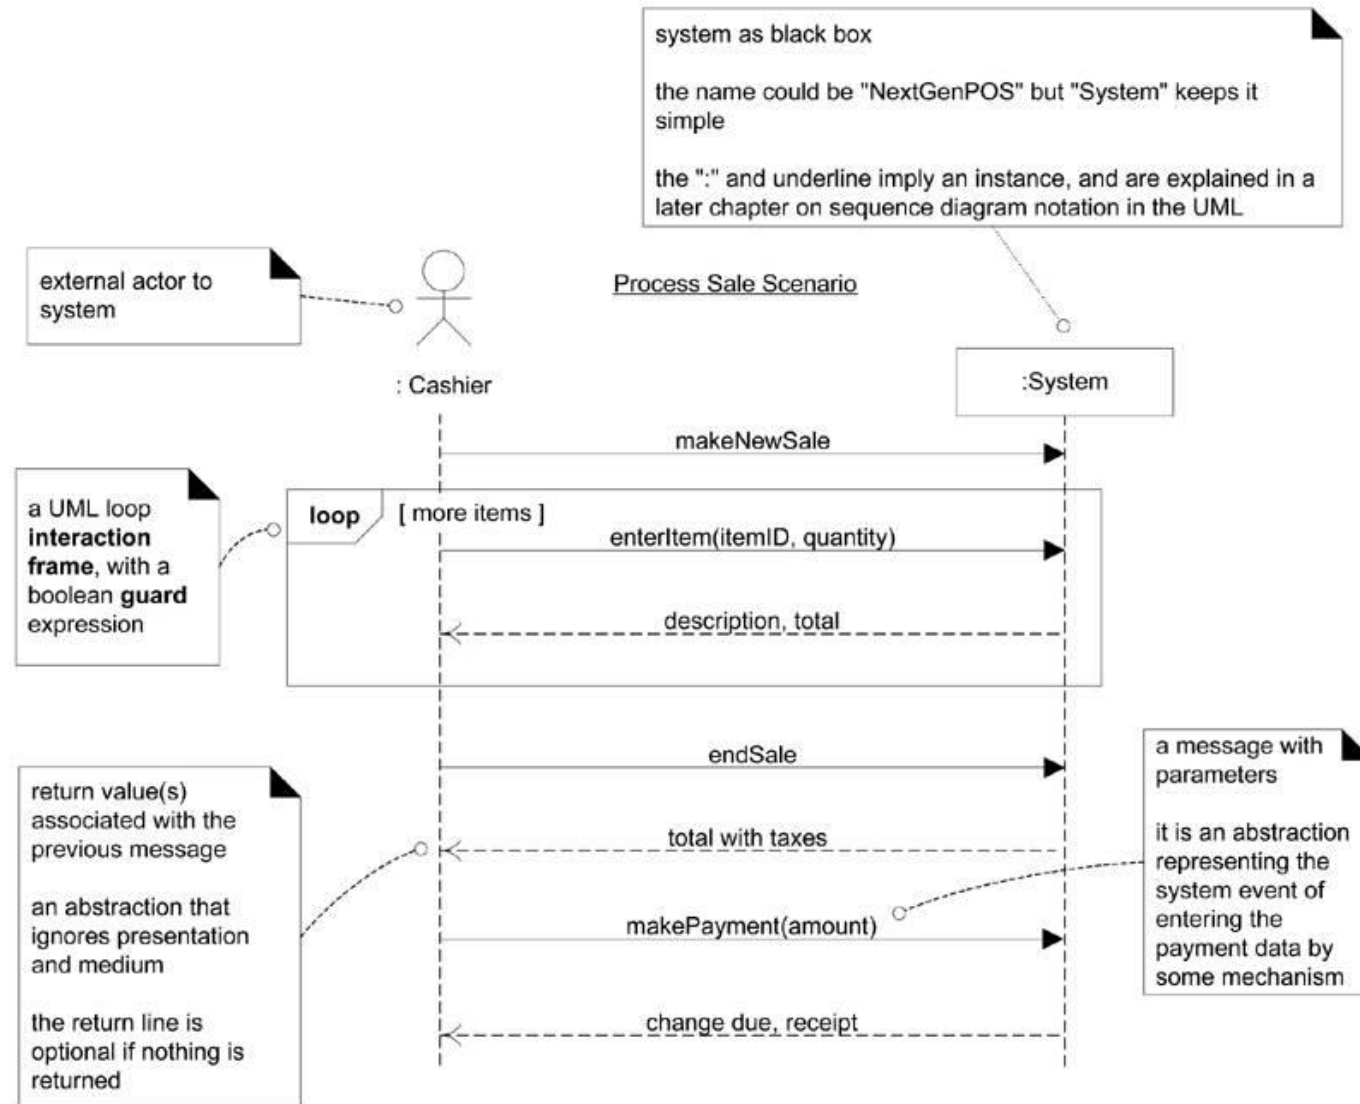 system as black box
the name could be "NextGenPOS" but "System" keeps it
simple
the ":" and underline imply an instance, and are explained in a
later chapter on sequence diagram notation in the UML
external actor to
system
Process Sale Scenario
: Cashier
:System
makeNewSale
a UML loop
interaction
frame, with a
boolean guard
expression
loop
[ more items ]
enterItem(itemID, quantity)
description, total
endSale
a message with
parameters
it is an abstraction
representing the
system event of
entering the
payment data by
some mechanism
return value(s)
associated with the
previous message
an abstraction that
ignores presentation
and medium
the return line is
optional if nothing is
returned
total with taxes
makePayment(amount)
change due, receipt